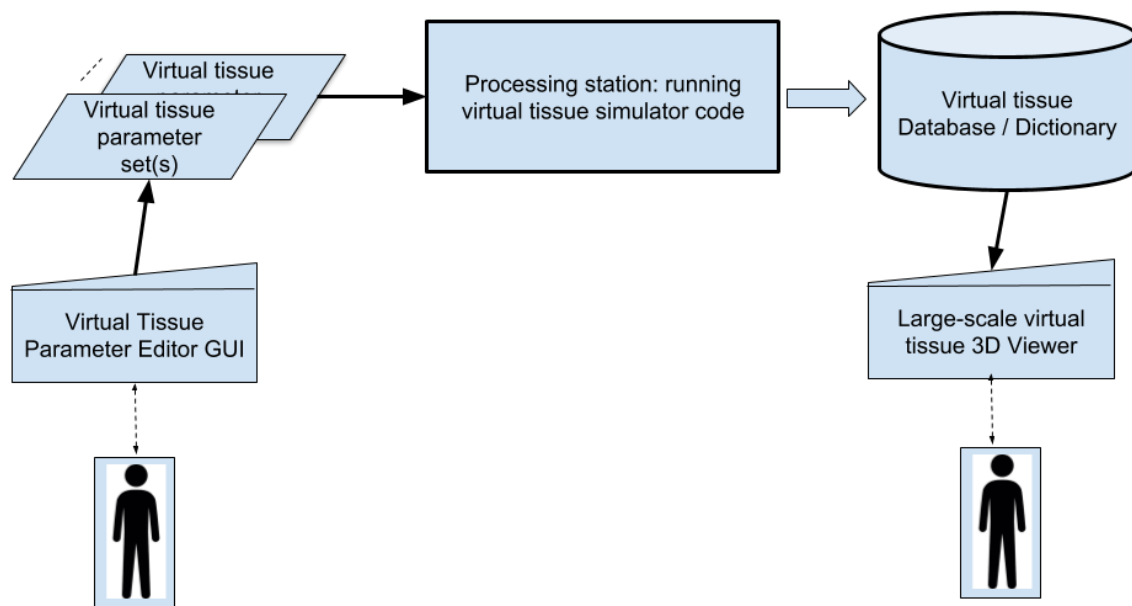 Virtual tissue
parameter
Virtual tissue
parameter
set(s)
Processing station: running
virtual tissue simulator code
Virtual tissue
Database / Dictionary
Virtual Tissue
Parameter Editor GUI
Large-scale virtual
tissue 3D Viewer